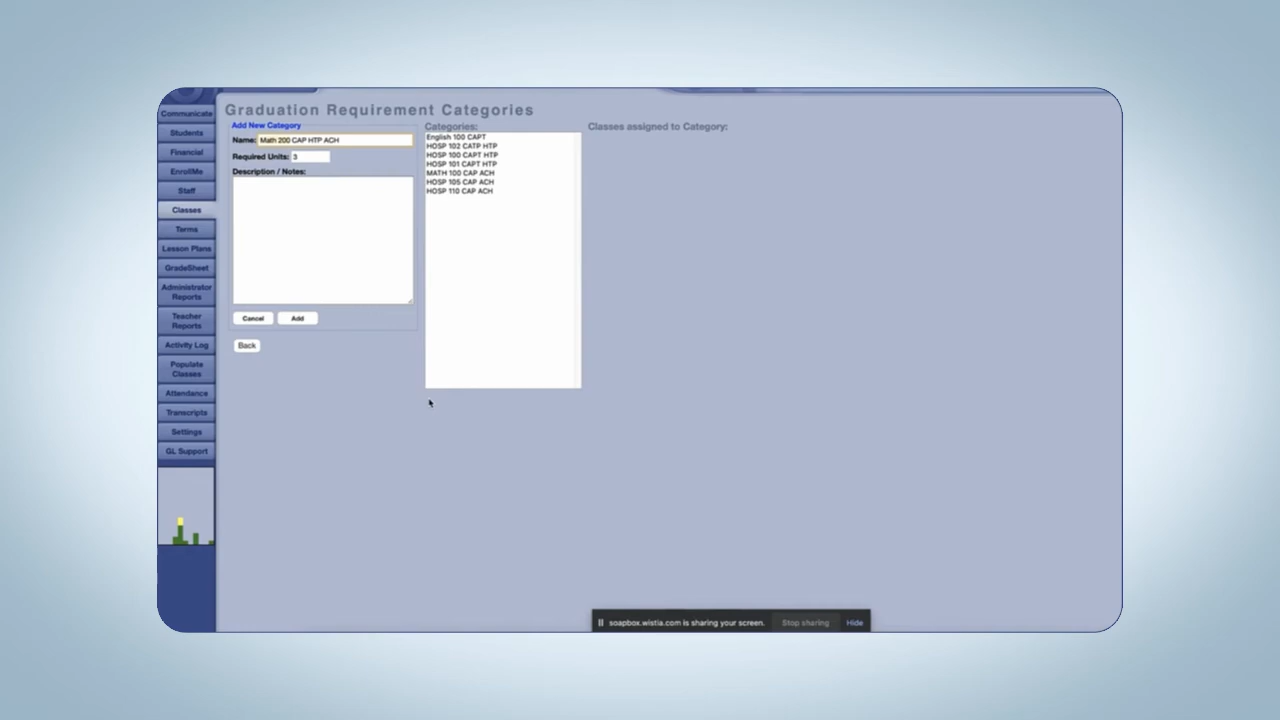 Graduation Requirement Categories
Communicate
Students
Financial
EnrollMe
Staff
Classes
Terms
Lesson Plans
GradeSheet
Administrator
Reports
Teacher
Reports
Activity Log
Populate
Classes
Attendance
Transcripts
Settings
GL Support
Add New Category
Name: Math 200 CAP HTP ACH
Required Units: 3
Description / Notes:
Cancel Add
Back
Categories:
English 100 CAPT
HOSP 102 CATP HTP
HOSP 100 CAPT HTP
HOSP 101 CAPT HTP
MATH 100 CAP ACH
HOSP 105 CAP ACH
HOSP 110 CAP ACH
Classes assigned to Category:
soapbox.wistia.com is sharing your screen. Stop sharing Hide